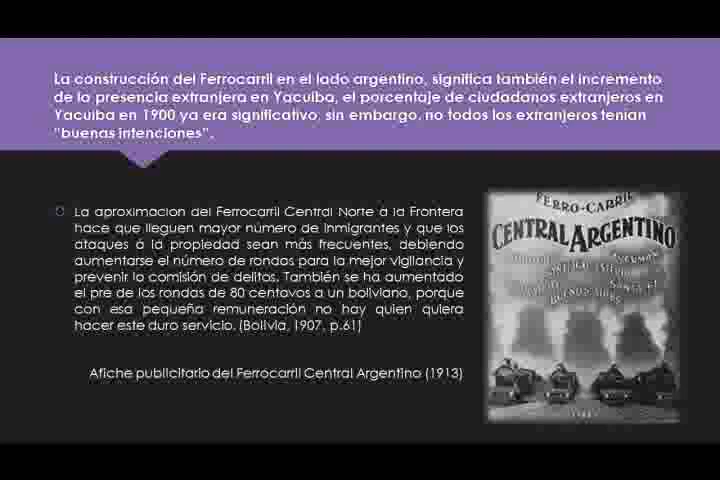 La construcción del Ferrocarril en el lado argentino, significa también el incremento
de la presencia extranjera en Yacuiba, el porcentaje de ciudadanos extranjeros en
Yacuiba en 1900 ya era significativo, sin embargo, no todos los extranjeros tenían
"buenas intenciones".
La aproximación del Ferrocarril Central Norte a la Frontera
hace que lleguen mayor número de inmigrantes y que los
ataques a la propiedad sean más frecuentes, debiendo
aumentarse el número de rondas para la mejor vigilancia y
prevenir la comisión de delitos. También se ha aumentado
el pre de los rondas de 80 centavos a un boliviano, porque
con esa pequeña remuneración no hay quien quiera
hacer este duro servicio. (Bolivia, 1907, p.61)
Afiche publicitario del Ferrocarril Central Argentino (1913)
FERRO-CARRIL
CENTRAL ARGENTINO
TUCUMAN
SANTA FE
BUENOS AIRES